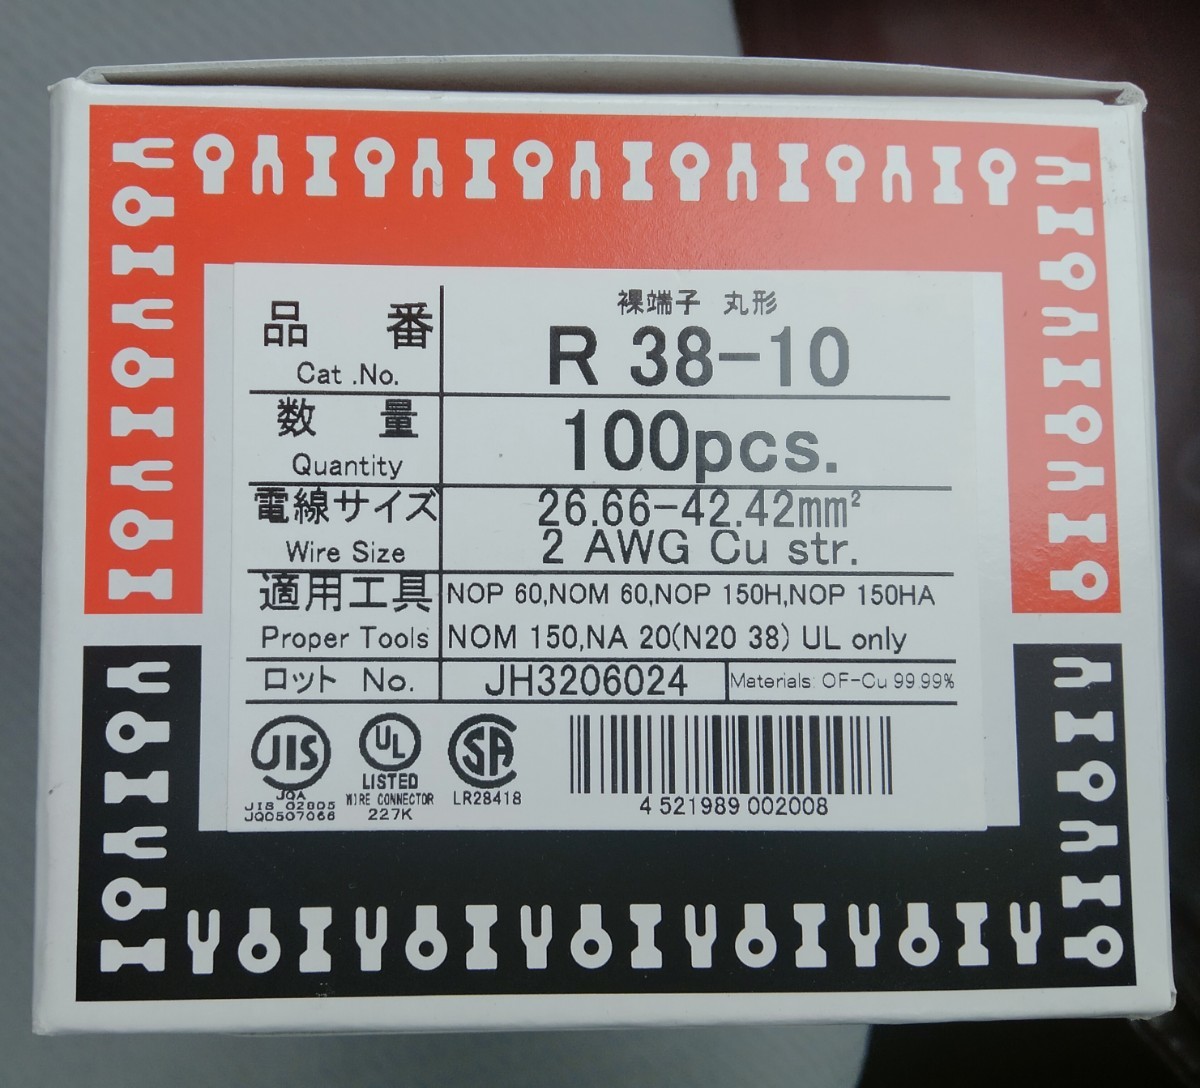 裸端子 丸形
品番 R 38-10
Cat .No.
数量 100pcs.
Quantity
電線サイズ 26.66-42.42mm²
Wire Size 2 AWG Cu str.
適用工具 NOP 60,NOM 60,NOP 150H,NOP 150HA
Proper Tools NOM 150,NA 20(N20 38) UL only
ロット No. JH3206024 Materials: OF-Cu 99.99%
JIS UL SA
LISTED
JQA WIRE CONNECTOR LR28418
JIS C2805 227K
JQ0507066
4 521989 002008